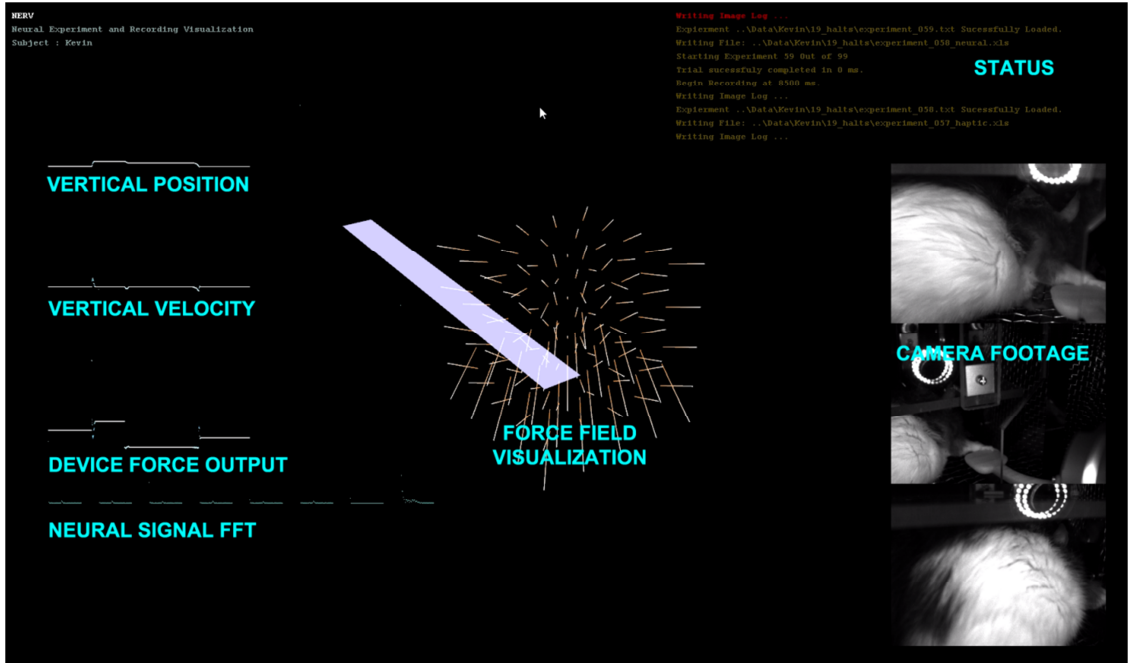 NERV
Neural Experiment and Recording Visualization
Subject : Kevin
Writing Image Log ...
Expierment ..\Data\Kevin\19_halts\experiment_059.txt Sucessfully Loaded.
Writing File: ..\Data\Kevin\19_halts\experiment_058_neural.xls
Starting Experiment 59 Out of 99
Trial sucessfuly completed in 0 ms.
Begin Recording at 8500 ms.
Writing Image Log ...
Expierment ..\Data\Kevin\19_halts\experiment_058.txt Sucessfully Loaded.
Writing File: ..\Data\Kevin\19_halts\experiment_057_haptic.xls
Writing Image Log ...
STATUS
VERTICAL POSITION
VERTICAL VELOCITY
DEVICE FORCE OUTPUT
NEURAL SIGNAL FFT
FORCE FIELD
VISUALIZATION
CAMERA FOOTAGE